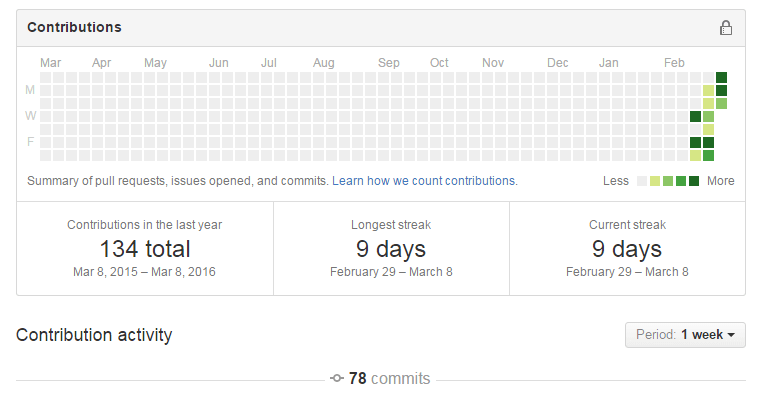 Contributions
Mar Apr May Jun Jul Aug Sep Oct Nov Dec Jan Feb
M
W
F
Summary of pull requests, issues opened, and commits. Learn how we count contributions. Less More
Contributions in the last year Longest streak Current streak
134 total 9 days 9 days
Mar 8, 2015 – Mar 8, 2016 February 29 – March 8 February 29 – March 8
Contribution activity Period: 1 week
78 commits